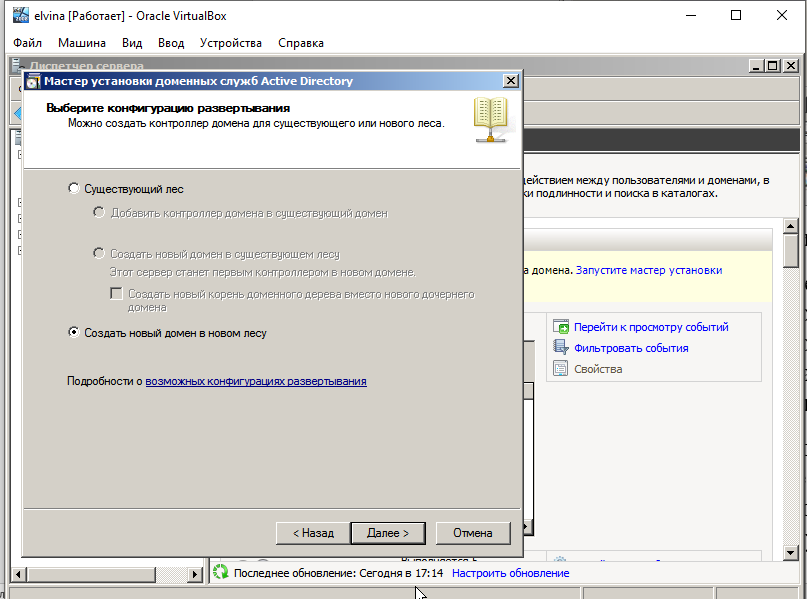 elvina [Работает] - Oracle VirtualBox
Файл Машина Вид Ввод Устройства Справка
Диспетчер сервера
Мастер установки доменных служб Active Directory
Выберите конфигурацию развертывания
Можно создать контроллер домена для существующего или нового леса.
Существующий лес
Добавить контроллер домена в существующий домен
Создать новый домен в существующем лесу
Этот сервер станет первым контроллером в новом домене.
Создать новый корень доменного дерева вместо нового дочернего
домена
Создать новый домен в новом лесу
Подробности о возможных конфигурациях развертывания
< Назад Далее > Отмена
действием между пользователями и доменами, в
ки подлинности и поиска в каталогах.
а домена. Запустите мастер установки
Перейти к просмотру событий
Фильтровать события
Свойства
Последнее обновление: Сегодня в 17:14 Настроить обновление